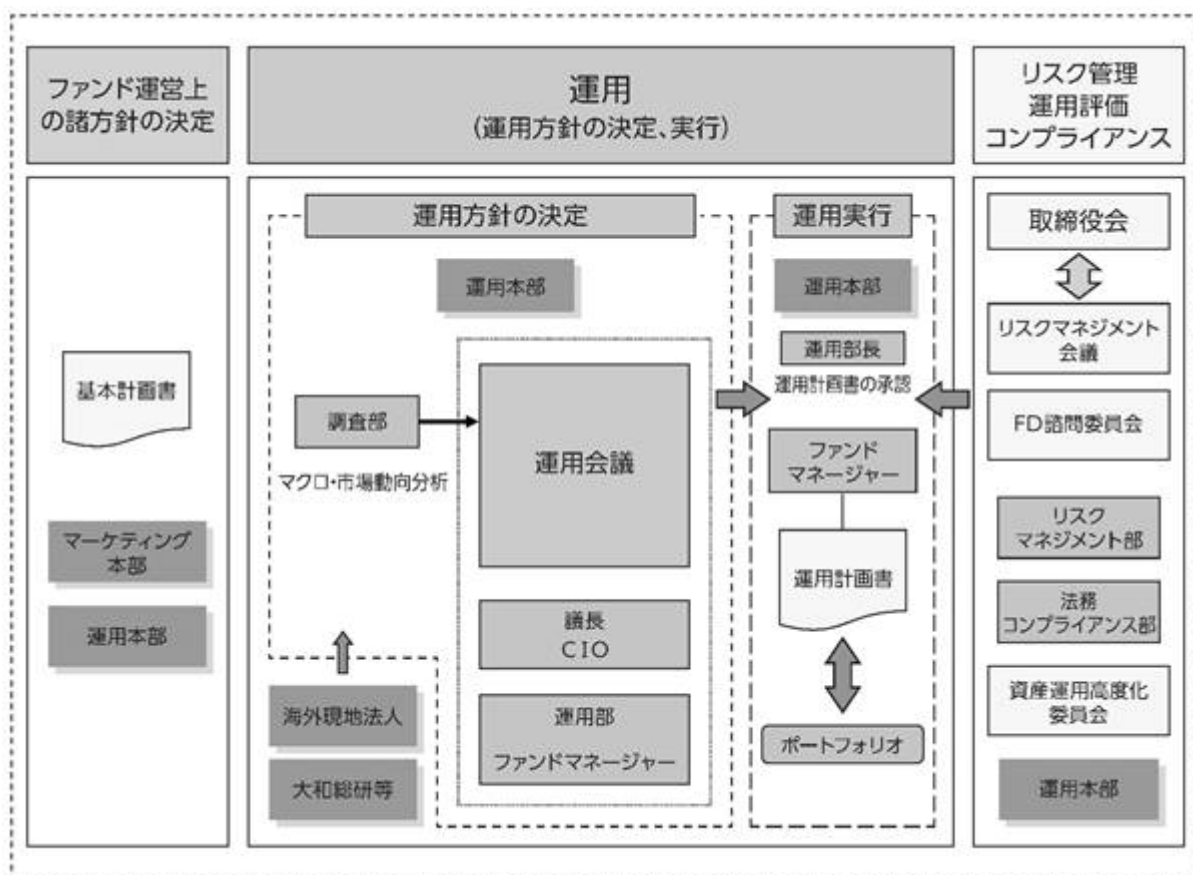 ファンド運営上
の諸方針の決定
運用
(運用方針の決定、実行)
リスク管理
運用評価
コンプライアンス
基本計画書
マーケティング
本部
運用本部
運用方針の決定
運用本部
調査部
マクロ・市場動向分析
運用会議
議長
CIO
運用部
ファンドマネージャー
海外現地法人
大和総研等
運用実行
運用本部
運用部長
運用計画書の承認
ファンド
マネージャー
運用計画書
ポートフォリオ
取締役会
リスクマネジメント
会議
FD諮問委員会
リスク
マネジメント部
法務
コンプライアンス部
資産運用高度化
委員会
運用本部